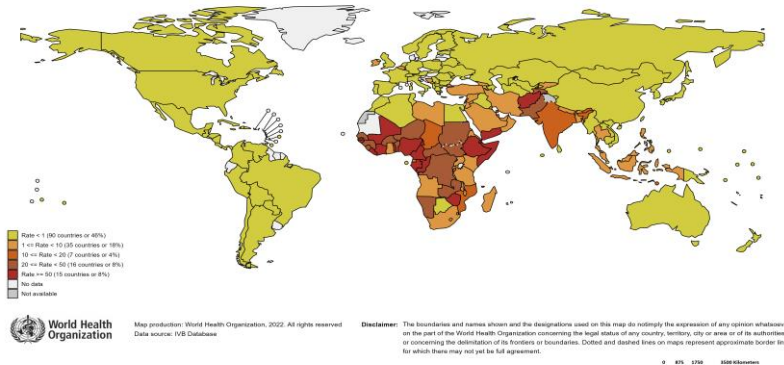 Rate < 1 (90 countries or 46%)
1 <= Rate < 10 (35 countries or 18%)
10 <= Rate < 20 (7 countries or 4%)
20 <= Rate < 50 (16 countries or 8%)
Rate >= 50 (15 countries or 8%)
No data
Not available
World Health
Organization
Map production: World Health Organization, 2022. All rights reserved
Data source: IVB Database
Disclaimer: The boundaries and names shown and the designations used on this map do notimply the expression of any opinion whatsoev
on the part of the World Health Organization concerning the legal status of any country, territory, city or area or of its authorities
or concerning the delimitation of its frontiers or boundaries. Dotted and dashed lines on maps represent approximate border lin
for which there may not yet be full agreement.
0 875 1750 3500 Kilometers